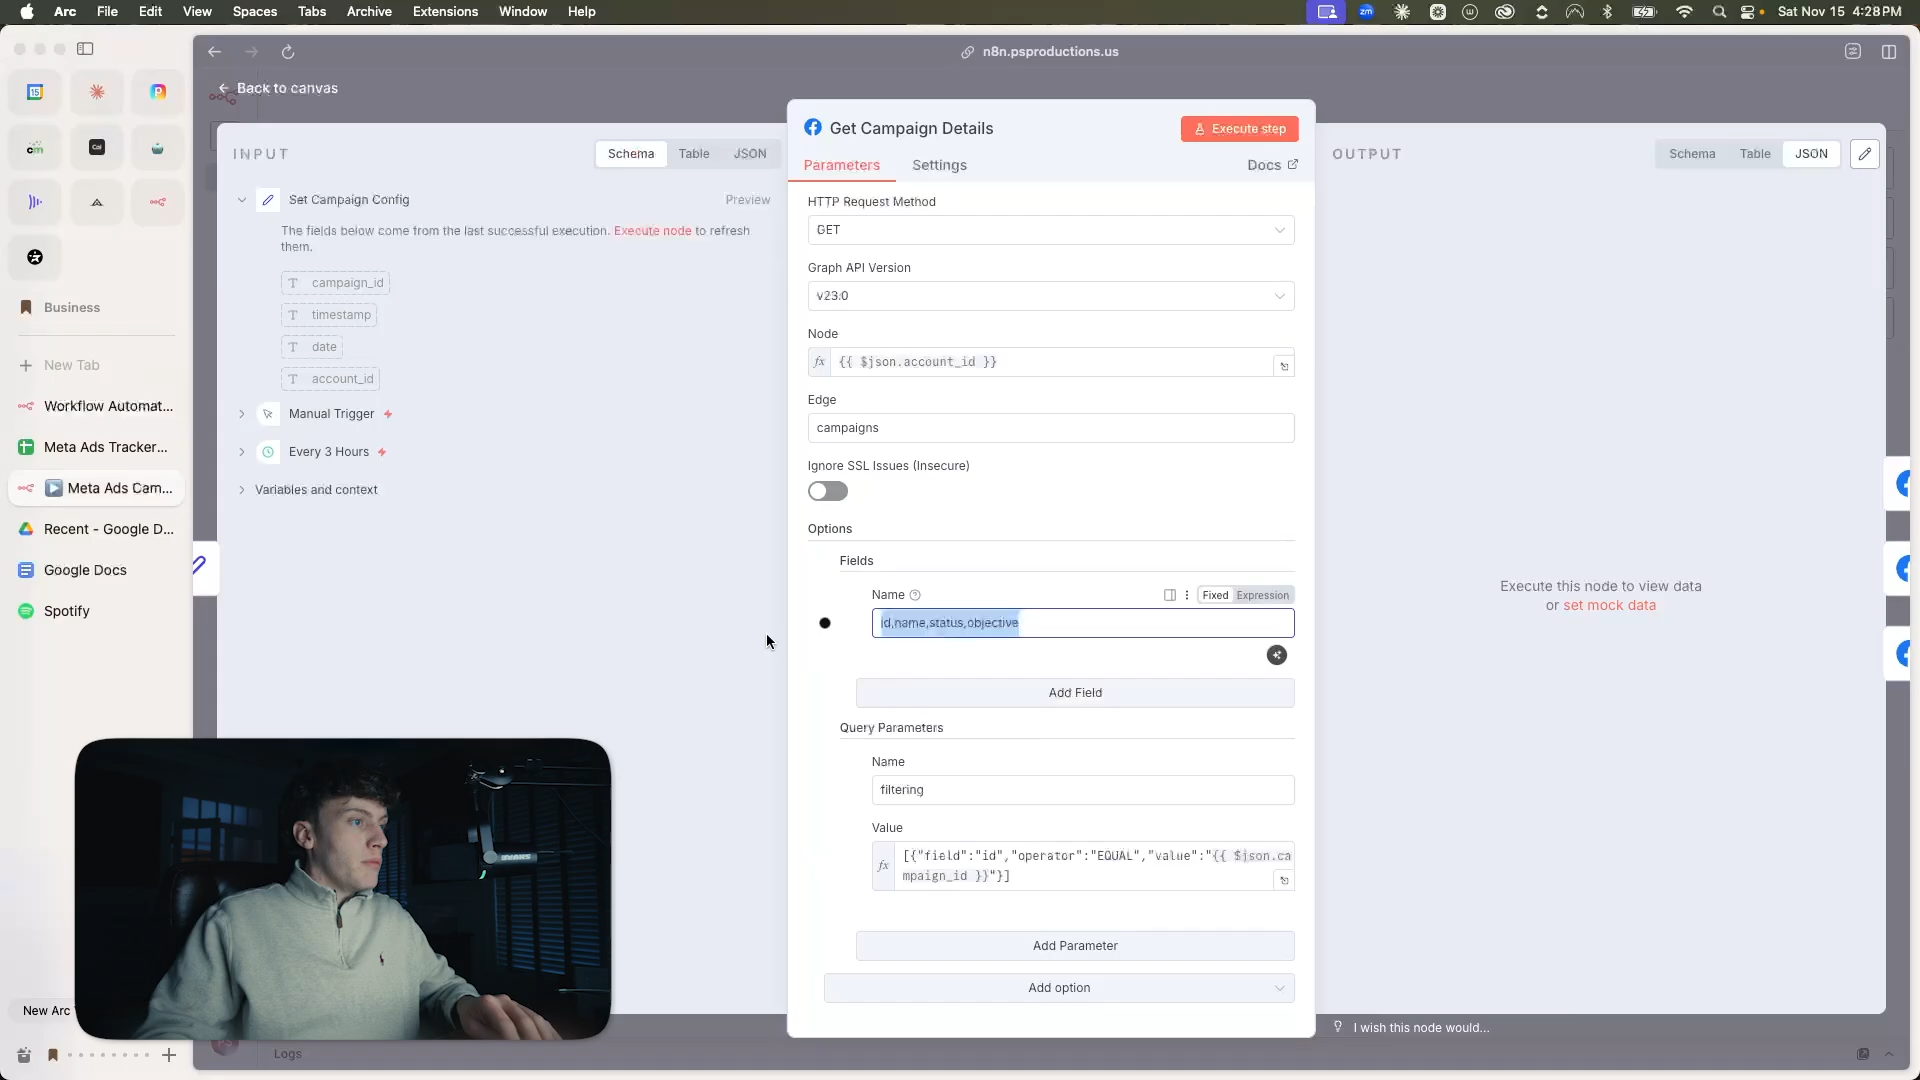 Arc File Edit View Spaces Tabs Archive Extensions Window Help
Sat Nov 15 4:28 PM
n8n.psproductions.us
Back to canvas
Business
New Tab
Workflow Automat...
Meta Ads Tracker...
Meta Ads Cam...
Recent - Google D...
Google Docs
Spotify
New Arc
INPUT
Schema Table JSON
Set Campaign Config
Preview
The fields below come from the last successful execution. Execute node to refresh
them.
T campaign_id
T timestamp
T date
T account_id
Manual Trigger
Every 3 Hours
Variables and context
Get Campaign Details
Execute step
Parameters Settings Docs
HTTP Request Method
GET
Graph API Version
v23.0
Node
fx {{ $json.account_id }}
Edge
campaigns
Ignore SSL Issues (Insecure)
Options
Fields
Name Fixed Expression
id,name,status,objective
Add Field
Query Parameters
Name
filtering
Value
fx [{"field":"id","operator":"EQUAL","value":"{{ $json.ca
mpaign_id }}"}]
Add Parameter
Add option
OUTPUT
Schema Table JSON
Execute this node to view data
or set mock data
I wish this node would...
Logs